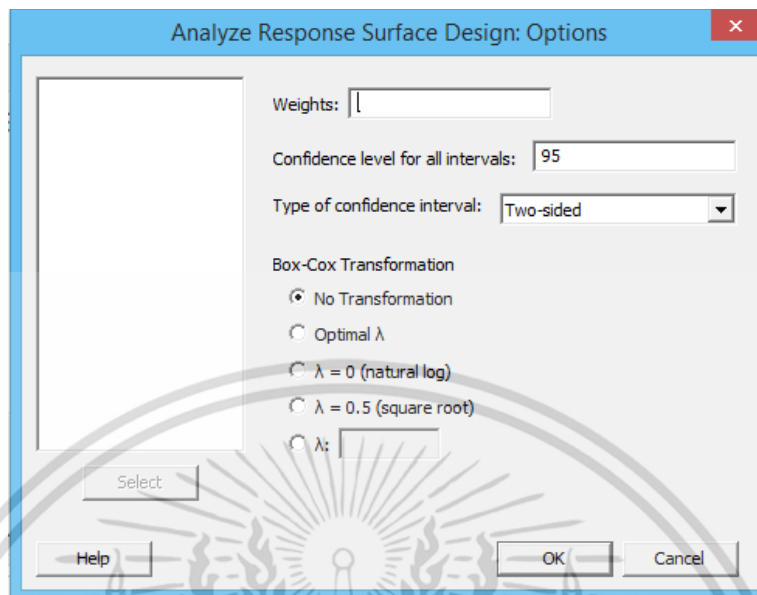 Analyze Response Surface Design: Options
Weights:
Confidence level for all intervals: 95
Type of confidence interval: Two-sided
Box-Cox Transformation
No Transformation
Optimal λ
λ = 0 (natural log)
λ = 0.5 (square root)
λ:
Select
Help OK Cancel